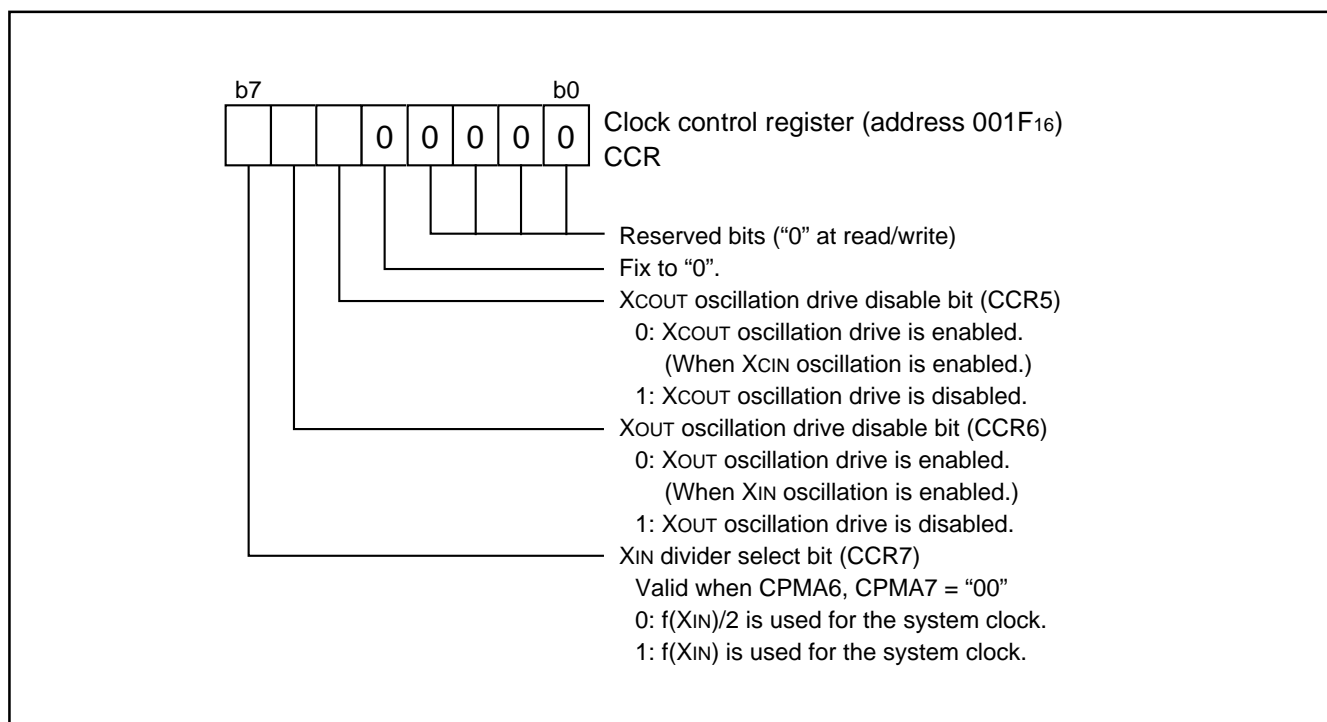 b7 b0
0 0 0 0 0
Clock control register (address 001F16)
CCR
Reserved bits (“0” at read/write)
Fix to “0”.
XCOUT oscillation drive disable bit (CCR5)
0: XCOUT oscillation drive is enabled.
(When XCIN oscillation is enabled.)
1: XCOUT oscillation drive is disabled.
XOUT oscillation drive disable bit (CCR6)
0: XOUT oscillation drive is enabled.
(When XIN oscillation is enabled.)
1: XOUT oscillation drive is disabled.
XIN divider select bit (CCR7)
Valid when CPMA6, CPMA7 = “00”
0: f(XIN)/2 is used for the system clock.
1: f(XIN) is used for the system clock.